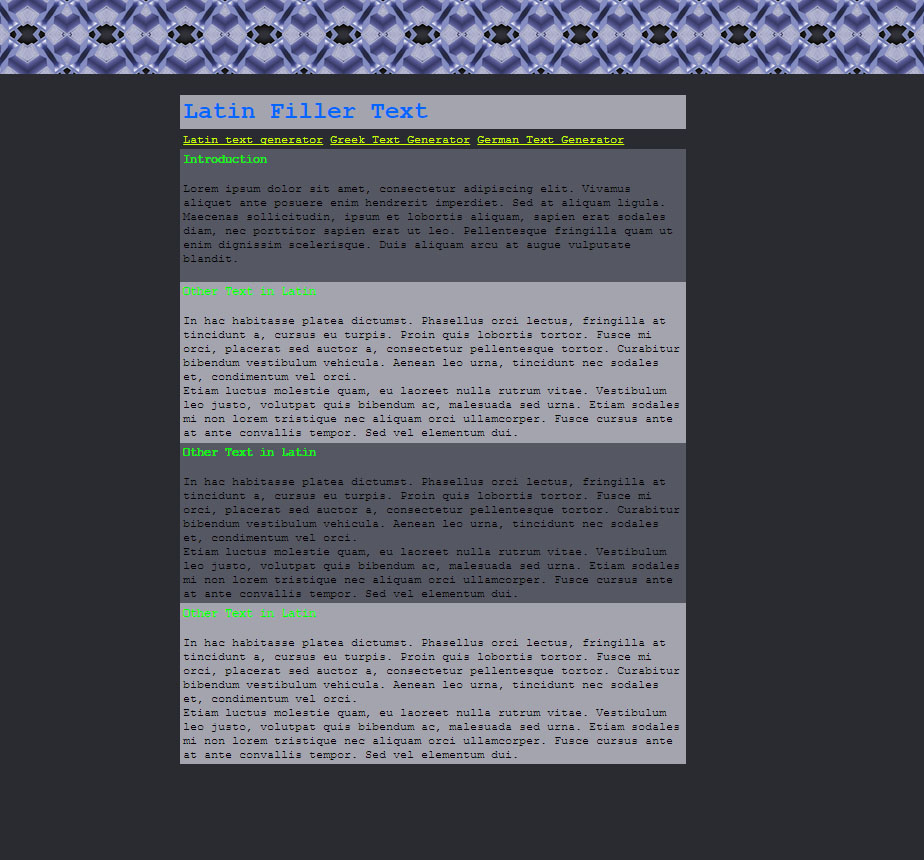 Latin Filler Text
Latin text generator Greek Text Generator German Text Generator
Introduction
Lorem ipsum dolor sit amet, consectetur adipiscing elit. Vivamus
aliquet ante posuere enim hendrerit imperdiet. Sed at aliquam ligula.
Maecenas sollicitudin, ipsum et lobortis aliquam, sapien erat sodales
diam, nec porttitor sapien erat ut leo. Pellentesque fringilla quam ut
enim dignissim scelerisque. Duis aliquam arcu at augue vulputate
blandit.
Other Text in Latin
In hac habitasse platea dictumst. Phasellus orci lectus, fringilla at
tincidunt a, cursus eu turpis. Proin quis lobortis tortor. Fusce mi
orci, placerat sed auctor a, consectetur pellentesque tortor. Curabitur
bibendum vestibulum vehicula. Aenean leo urna, tincidunt nec sodales
et, condimentum vel orci.
Etiam luctus molestie quam, eu laoreet nulla rutrum vitae. Vestibulum
leo justo, volutpat quis bibendum ac, malesuada sed urna. Etiam sodales
mi non lorem tristique nec aliquam orci ullamcorper. Fusce cursus ante
at ante convallis tempor. Sed vel elementum dui.
Other Text in Latin
In hac habitasse platea dictumst. Phasellus orci lectus, fringilla at
tincidunt a, cursus eu turpis. Proin quis lobortis tortor. Fusce mi
orci, placerat sed auctor a, consectetur pellentesque tortor. Curabitur
bibendum vestibulum vehicula. Aenean leo urna, tincidunt nec sodales
et, condimentum vel orci.
Etiam luctus molestie quam, eu laoreet nulla rutrum vitae. Vestibulum
leo justo, volutpat quis bibendum ac, malesuada sed urna. Etiam sodales
mi non lorem tristique nec aliquam orci ullamcorper. Fusce cursus ante
at ante convallis tempor. Sed vel elementum dui.
Other Text in Latin
In hac habitasse platea dictumst. Phasellus orci lectus, fringilla at
tincidunt a, cursus eu turpis. Proin quis lobortis tortor. Fusce mi
orci, placerat sed auctor a, consectetur pellentesque tortor. Curabitur
bibendum vestibulum vehicula. Aenean leo urna, tincidunt nec sodales
et, condimentum vel orci.
Etiam luctus molestie quam, eu laoreet nulla rutrum vitae. Vestibulum
leo justo, volutpat quis bibendum ac, malesuada sed urna. Etiam sodales
mi non lorem tristique nec aliquam orci ullamcorper. Fusce cursus ante
at ante convallis tempor. Sed vel elementum dui.